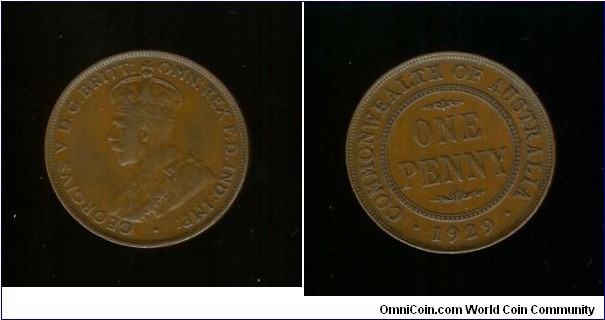 GEORGIVS V D.G. BRITT: OMN: REX F.D. IND: IMP:
COMMONWEALTH OF AUSTRALIA
ONE
PENNY
· 1929 ·
OmniCoin.com World Coin Community